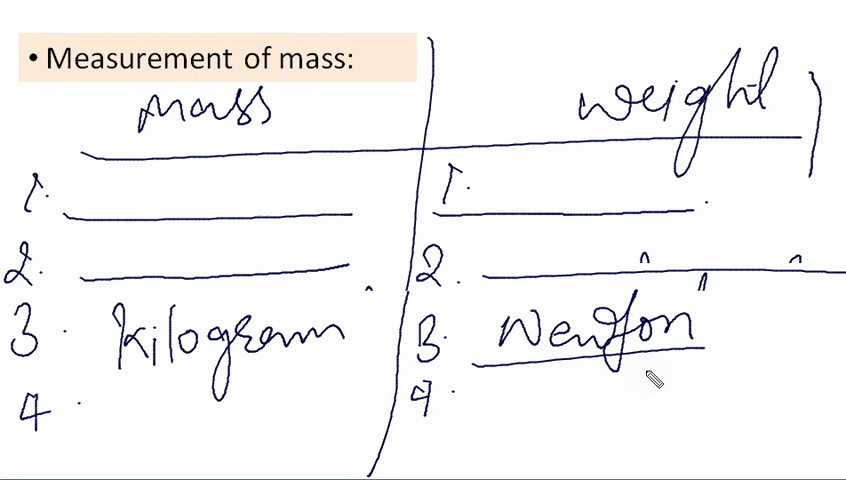 • Measurement of mass:
mass weight
1. 1.
2. 2.
3. kilogram 3. Newton
4. 4.